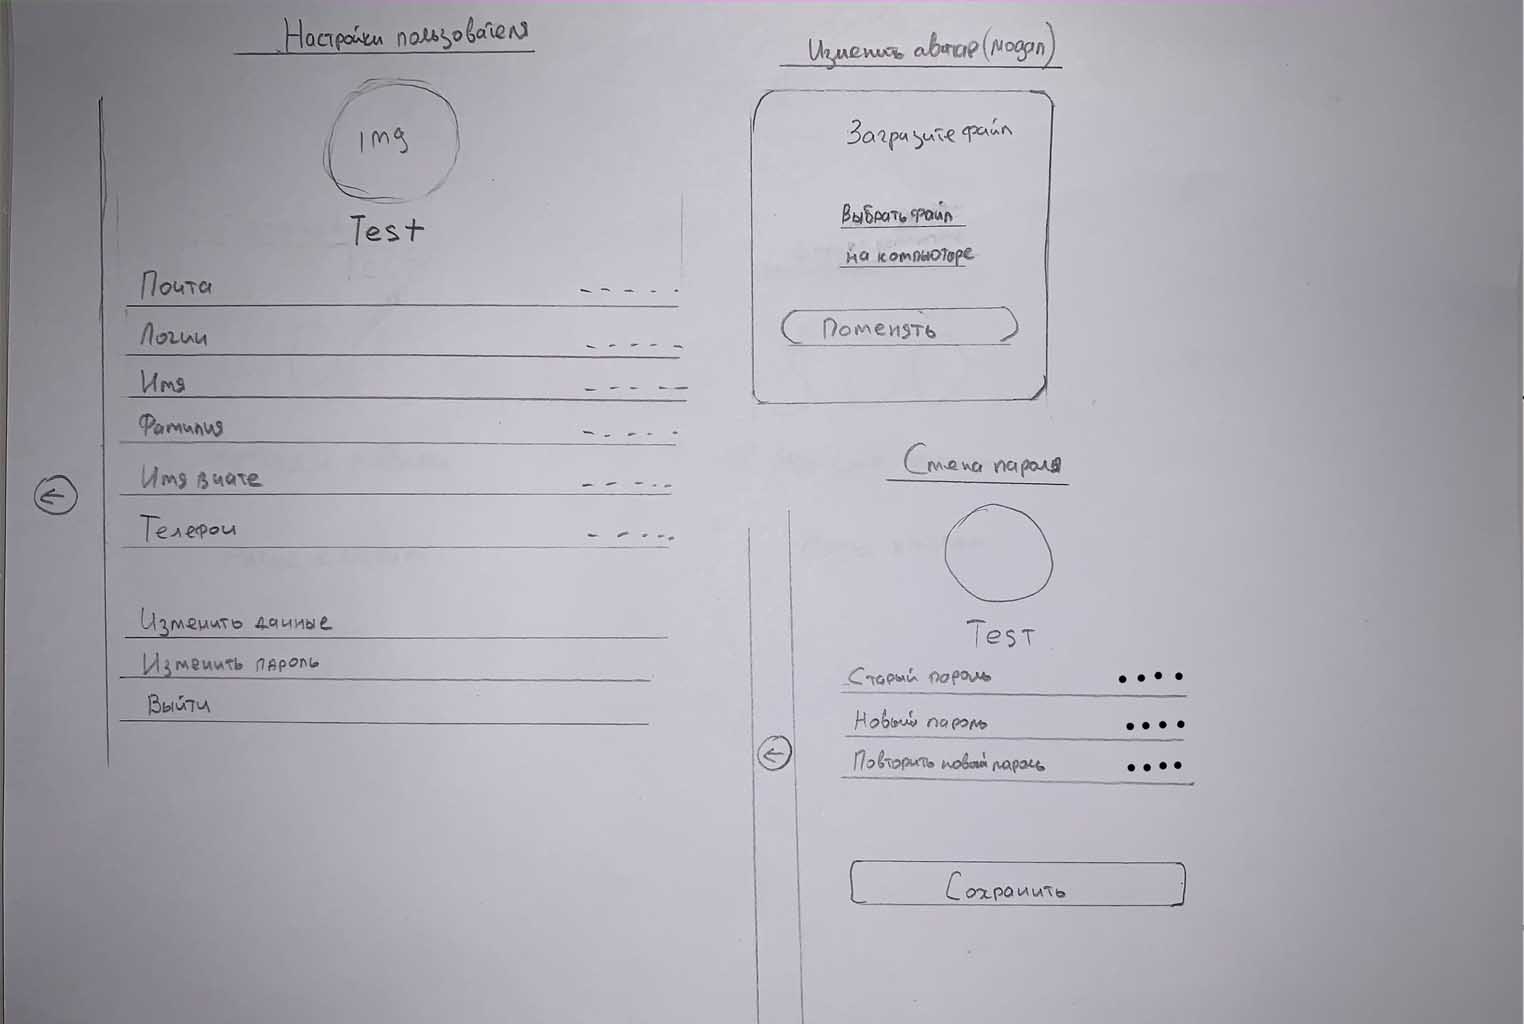 Настройки пользователя
img
Test
Почта
Логин
Имя
Фамилия
Имя в чате
Телефон
Изменить данные
Изменить пароль
Выйти
Изменить аватар (модал)
Загрузите файл
Выбрать файл
на компьютере
Поменять
Смена пароля
Test
Старый пароль
Новый пароль
Повторить новый пароль
Сохранить